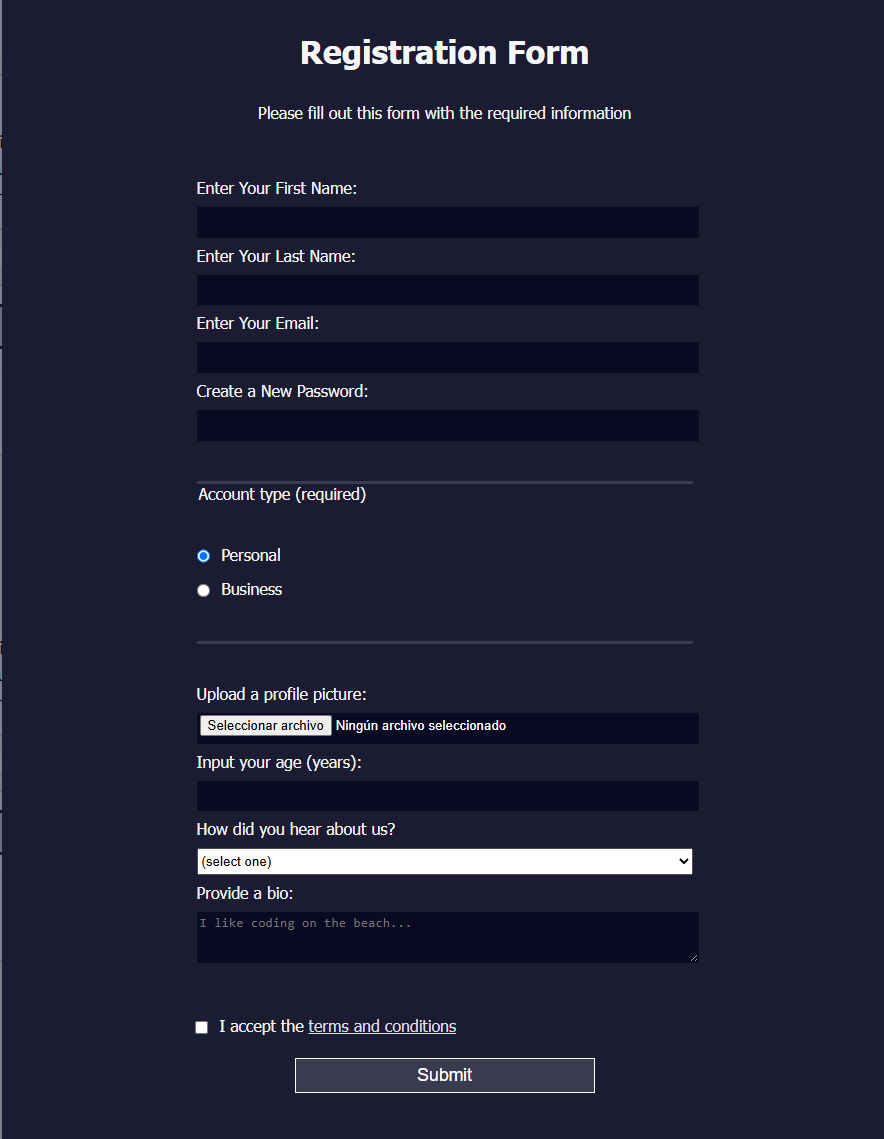 Registration Form
Please fill out this form with the required information
Enter Your First Name:
Enter Your Last Name:
Enter Your Email:
Create a New Password:
Account type (required)
Personal
Business
Upload a profile picture:
Seleccionar archivo Ningún archivo seleccionado
Input your age (years):
How did you hear about us?
(select one)
Provide a bio:
I like coding on the beach...
I accept the terms and conditions
Submit